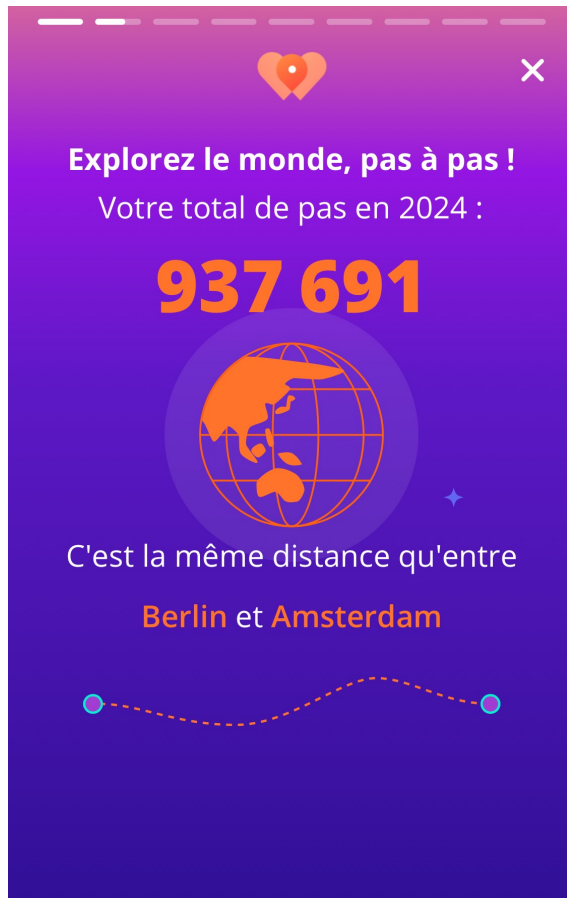 Explorez le monde, pas à pas !
Votre total de pas en 2024 :
937 691
C'est la même distance qu'entre
Berlin et Amsterdam